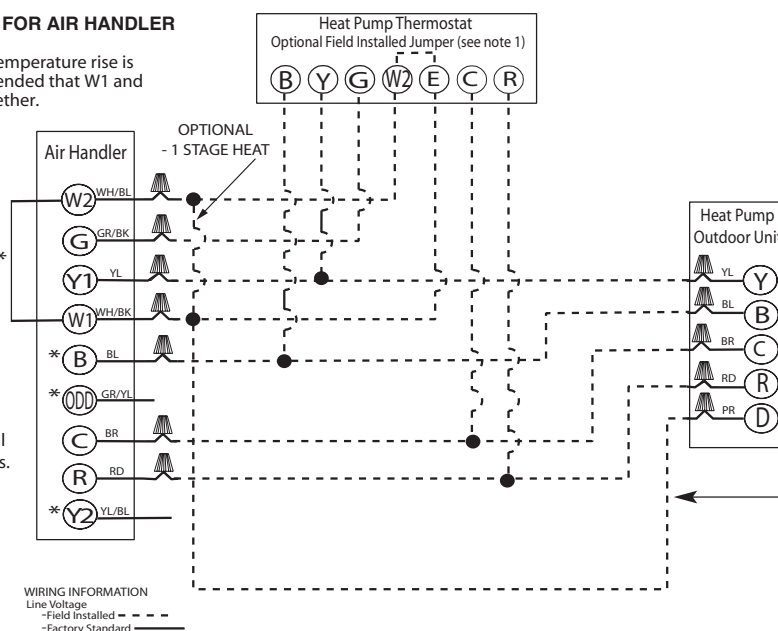 FOR AIR HANDLER
emperature rise is
ended that W1 and
ether.
Heat Pump Thermostat
Optional Field Installed Jumper (see note 1)
B Y G W2 E C R
OPTIONAL
- 1 STAGE HEAT
Air Handler
W2 WH/BL
G GR/BK
Y1 YL
*
W1 WH/BK
* B BL
* ODD GR/YL
l
s.
C BR
R RD
* Y2 YL/BL
Heat Pump
Outdoor Unit
YL Y
BL B
BR C
RD R
PR D
WIRING INFORMATION
Line Voltage
-Field Installed
-Factory Standard